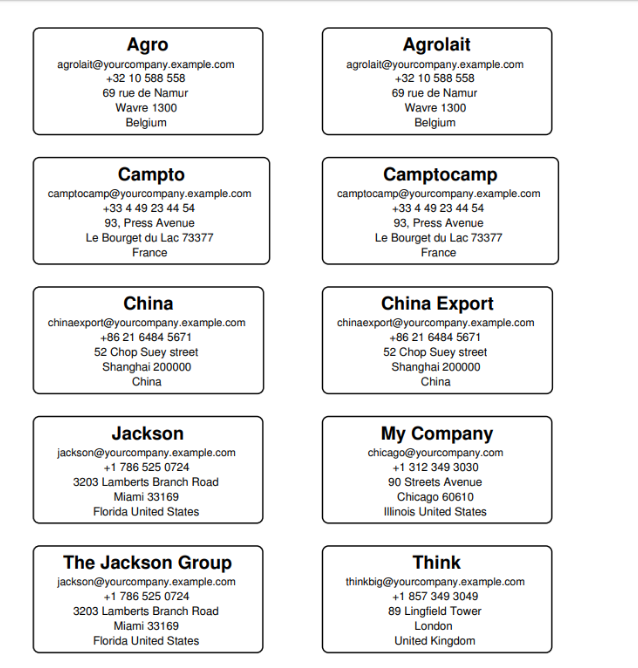 Agro
agrolait@yourcompany.example.com
+32 10 588 558
69 rue de Namur
Wavre 1300
Belgium
Agrolait
agrolait@yourcompany.example.com
+32 10 588 558
69 rue de Namur
Wavre 1300
Belgium
Campto
camptocamp@yourcompany.example.com
+33 4 49 23 44 54
93, Press Avenue
Le Bourget du Lac 73377
France
Camptocamp
camptocamp@yourcompany.example.com
+33 4 49 23 44 54
93, Press Avenue
Le Bourget du Lac 73377
France
China
chinaexport@yourcompany.example.com
+86 21 6484 5671
52 Chop Suey street
Shanghai 200000
China
China Export
chinaexport@yourcompany.example.com
+86 21 6484 5671
52 Chop Suey street
Shanghai 200000
China
Jackson
jackson@yourcompany.example.com
+1 786 525 0724
3203 Lamberts Branch Road
Miami 33169
Florida United States
My Company
chicago@yourcompany.com
+1 312 349 3030
90 Streets Avenue
Chicago 60610
Illinois United States
The Jackson Group
jackson@yourcompany.example.com
+1 786 525 0724
3203 Lamberts Branch Road
Miami 33169
Florida United States
Think
thinkbig@yourcompany.example.com
+1 857 349 3049
89 Lingfield Tower
London
United Kingdom